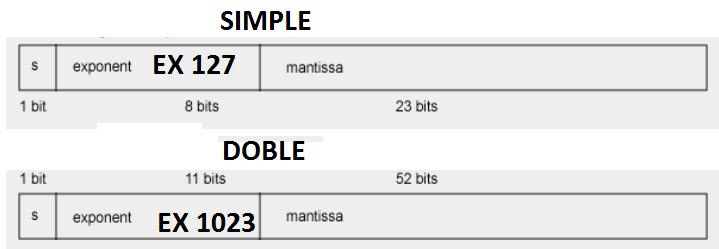 SIMPLE
s exponent EX 127 mantissa
1 bit 8 bits 23 bits
DOBLE
1 bit 11 bits 52 bits
s exponent EX 1023 mantissa